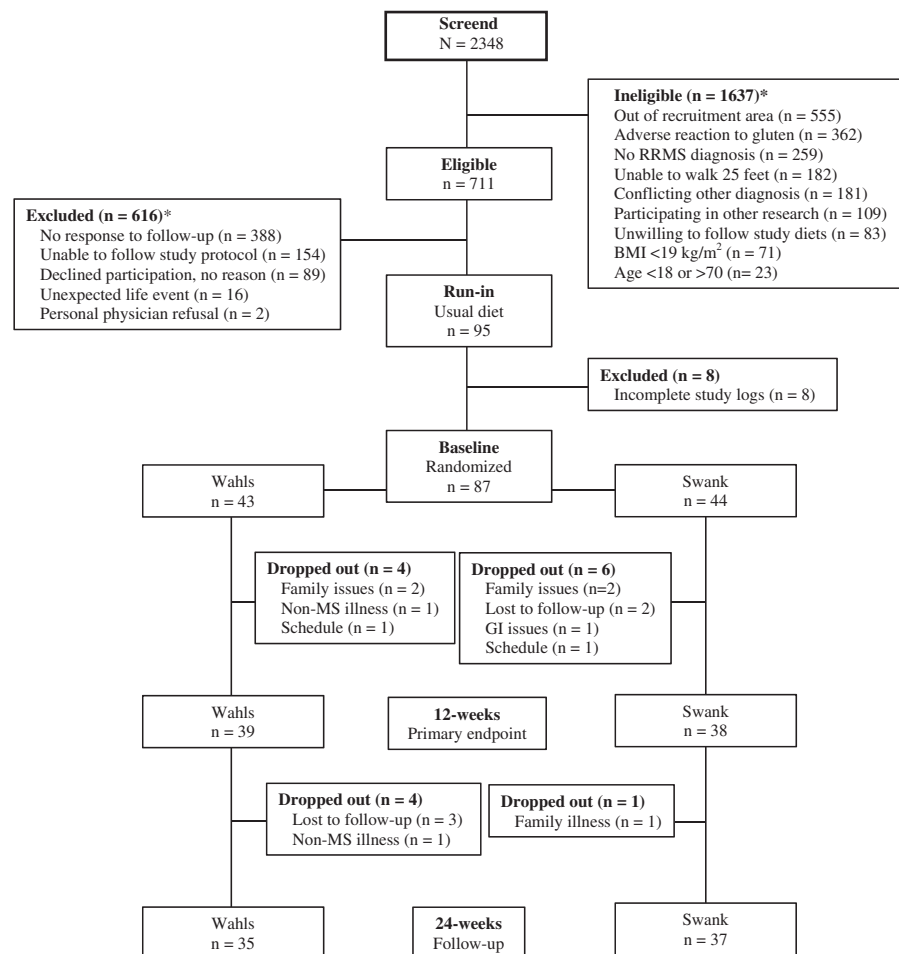 Screend
N = 2348
Ineligible (n = 1637)*
Out of recruitment area (n = 555)
Adverse reaction to gluten (n = 362)
No RRMS diagnosis (n = 259)
Unable to walk 25 feet (n = 182)
Conflicting other diagnosis (n = 181)
Participating in other research (n = 109)
Unwilling to follow study diets (n = 83)
BMI <19 kg/m² (n = 71)
Age <18 or >70 (n= 23)
Eligible
n = 711
Excluded (n = 616)*
No response to follow-up (n = 388)
Unable to follow study protocol (n = 154)
Declined participation, no reason (n = 89)
Unexpected life event (n = 16)
Personal physician refusal (n = 2)
Run-in
Usual diet
n = 95
Excluded (n = 8)
Incomplete study logs (n = 8)
Baseline
Randomized
n = 87
Wahls
n = 43
Swank
n = 44
Dropped out (n = 4)
Family issues (n = 2)
Non-MS illness (n = 1)
Schedule (n = 1)
Dropped out (n = 6)
Family issues (n=2)
Lost to follow-up (n = 2)
GI issues (n = 1)
Schedule (n = 1)
Wahls
n = 39
12-weeks
Primary endpoint
Swank
n = 38
Dropped out (n = 4)
Lost to follow-up (n = 3)
Non-MS illness (n = 1)
Dropped out (n = 1)
Family illness (n = 1)
Wahls
n = 35
24-weeks
Follow-up
Swank
n = 37